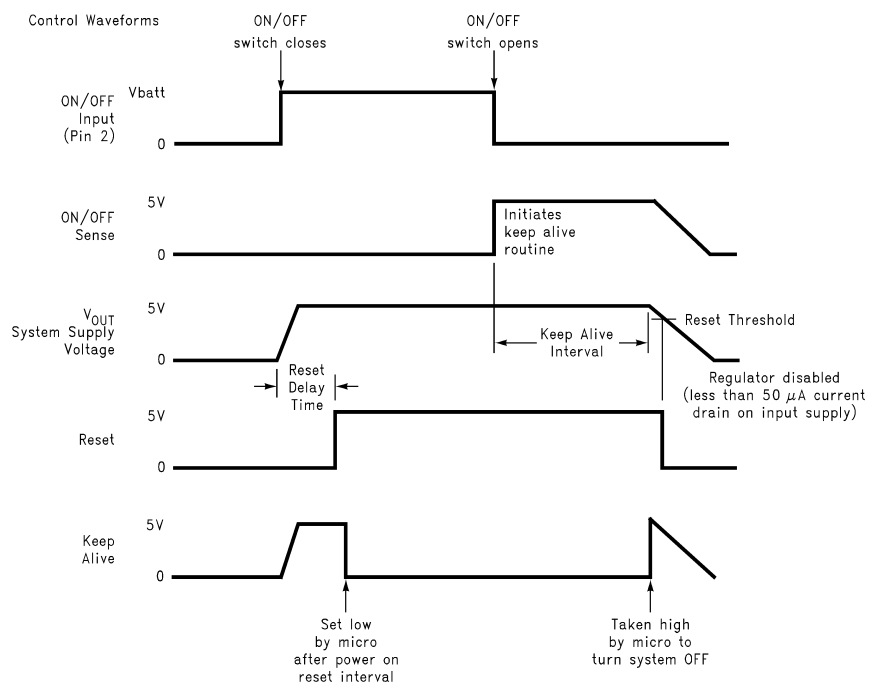 Control Waveforms
ON/OFF
switch closes
ON/OFF
switch opens
ON/OFF
Input
(Pin 2)
Vbatt
0
ON/OFF
Sense
5V
0
Initiates
keep alive
routine
VOUT
System Supply
Voltage
5V
0
Reset
Delay
Time
Keep Alive
Interval
Reset Threshold
Regulator disabled
(less than 50 μA current
drain on input supply)
Reset
5V
0
Keep
Alive
5V
0
Set low
by micro
after power on
reset interval
Taken high
by micro to
turn system OFF